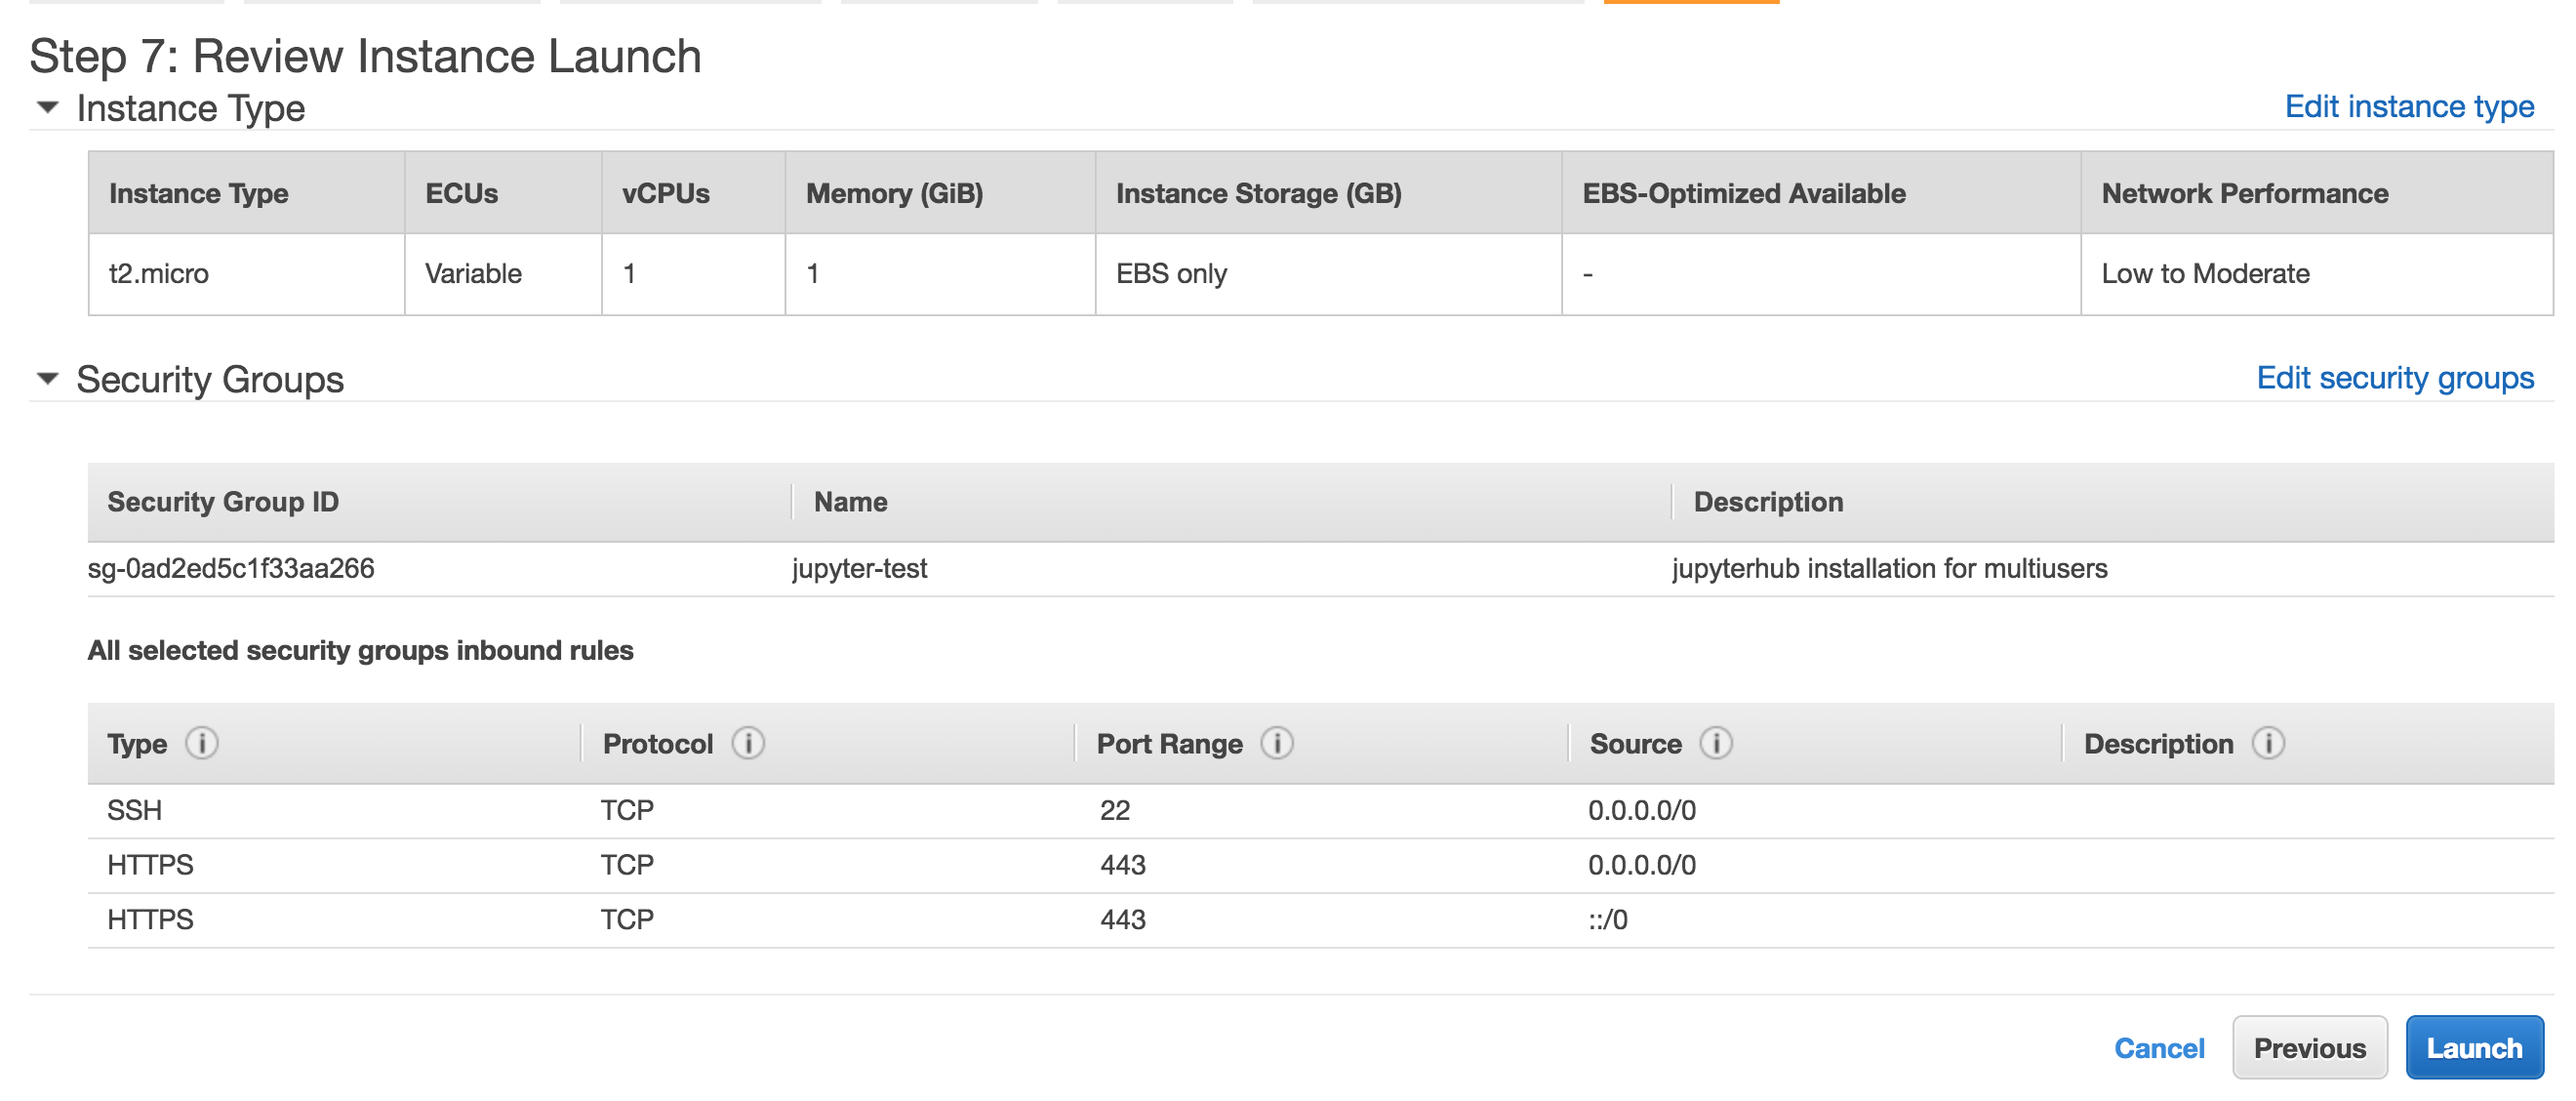 Step 7: Review Instance Launch
Instance Type Edit instance type
Instance Type ECUs vCPUs Memory (GiB) Instance Storage (GB) EBS-Optimized Available Network Performance
t2.micro Variable 1 1 EBS only - Low to Moderate
Security Groups Edit security groups
Security Group ID Name Description
sg-0ad2ed5c1f33aa266 jupyter-test jupyterhub installation for multiusers
All selected security groups inbound rules
Type Protocol Port Range Source Description
SSH TCP 22 0.0.0.0/0
HTTPS TCP 443 0.0.0.0/0
HTTPS TCP 443 ::/0
Cancel Previous Launch